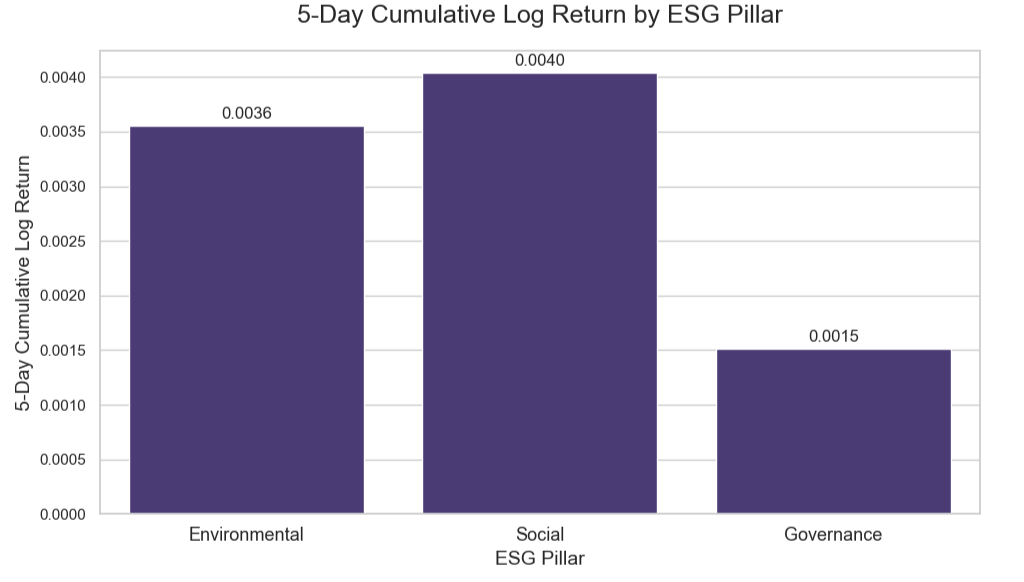 5-Day Cumulative Log Return by ESG Pillar
5-Day Cumulative Log Return
0.0040
0.0035
0.0030
0.0025
0.0020
0.0015
0.0010
0.0005
0.0000
0.0036
0.0040
0.0015
Environmental
Social
Governance
ESG Pillar